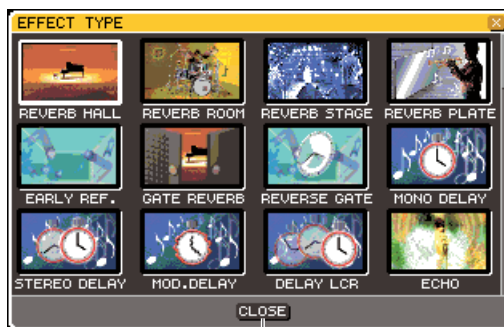 EFFECT TYPE
REVERB HALL REVERB ROOM REVERB STAGE REVERB PLATE
EARLY REF. GATE REVERB REVERSE GATE MONO DELAY
STEREO DELAY MOD.DELAY DELAY LCR ECHO
CLOSE